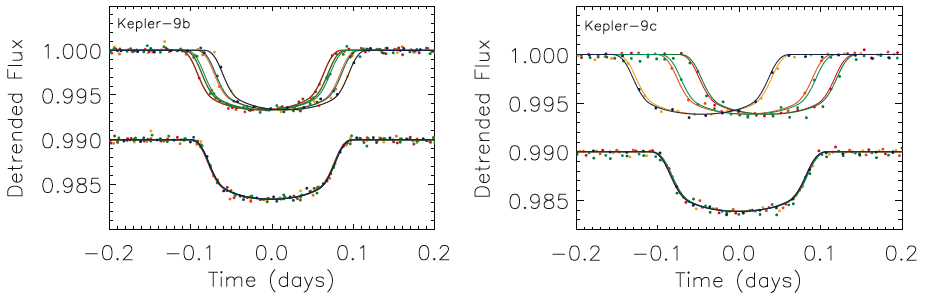 Kepler-9b
Detrended Flux
1.000
0.995
0.990
0.985
-0.2 -0.1 0.0 0.1 0.2
Time (days)
Kepler-9c
Detrended Flux
1.000
0.995
0.990
0.985
-0.2 -0.1 0.0 0.1 0.2
Time (days)